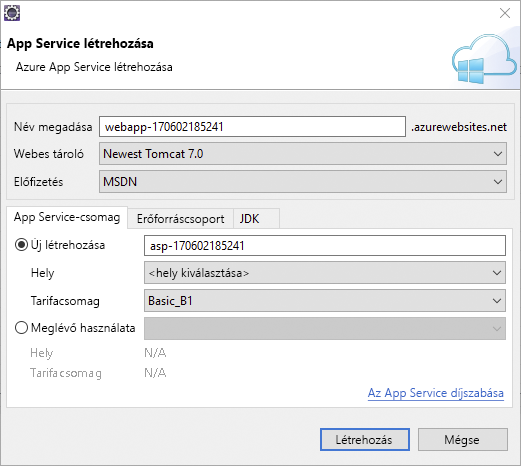 App Service létrehozása
Azure App Service létrehozása
Név megadása webapp-170602185241 .azurewebsites.net
Webes tároló Newest Tomcat 7.0
Előfizetés MSDN
App Service-csomag Erőforráscsoport JDK
Új létrehozása asp-170602185241
Hely <hely kiválasztása>
Tarifacsomag Basic_B1
Meglévő használata
Hely N/A
Tarifacsomag N/A
Az App Service díjszabása
Létrehozás Mégse